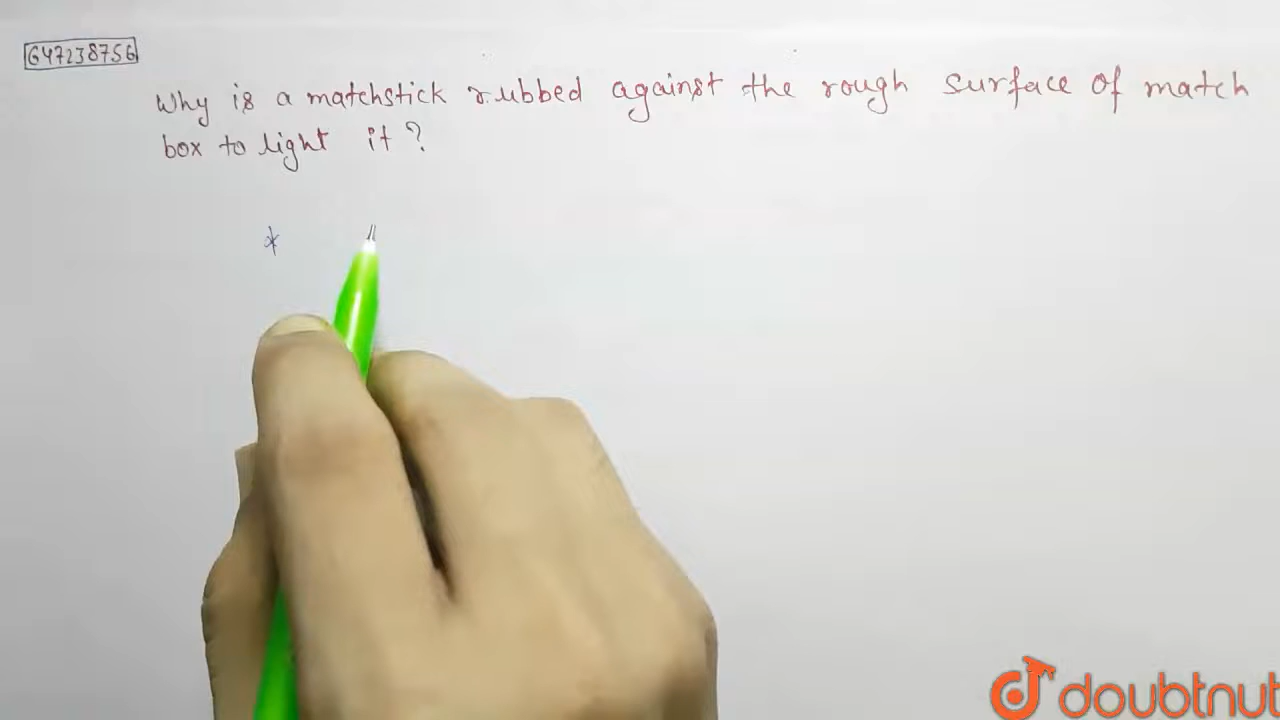 647238756
Why is a matchstick rubbed against the rough surface of match
box to light it ?
*
doubtnut